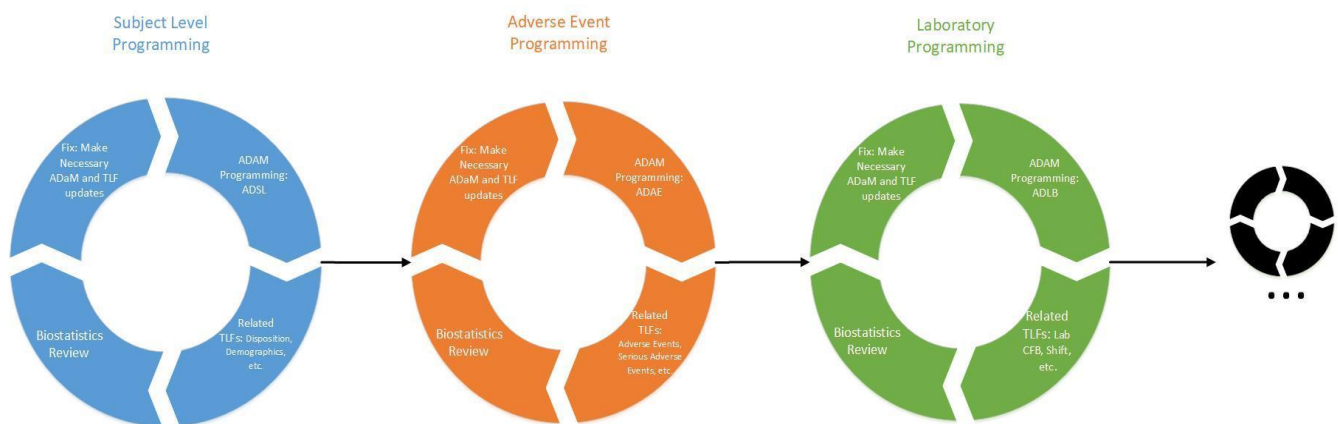 Subject Level
Programming
Adverse Event
Programming
Laboratory
Programming
Fix: Make
Necessary
ADaM and TLF
updates
ADAM
Programming:
ADSL
Biostatistics
Review
Related
TLFs: Disposition,
Demographics,
etc.
Fix: Make
Necessary
ADaM and TLF
updates
ADAM
Programming:
ADAE
Biostatistics
Review
Related
TLFs:
Adverse Events,
Serious Adverse
Events, etc.
Fix: Make
Necessary
ADaM and TLF
updates
ADAM
Programming:
ADLB
Biostatistics
Review
Related
TLFs: Lab
CFB, Shift,
etc.
...